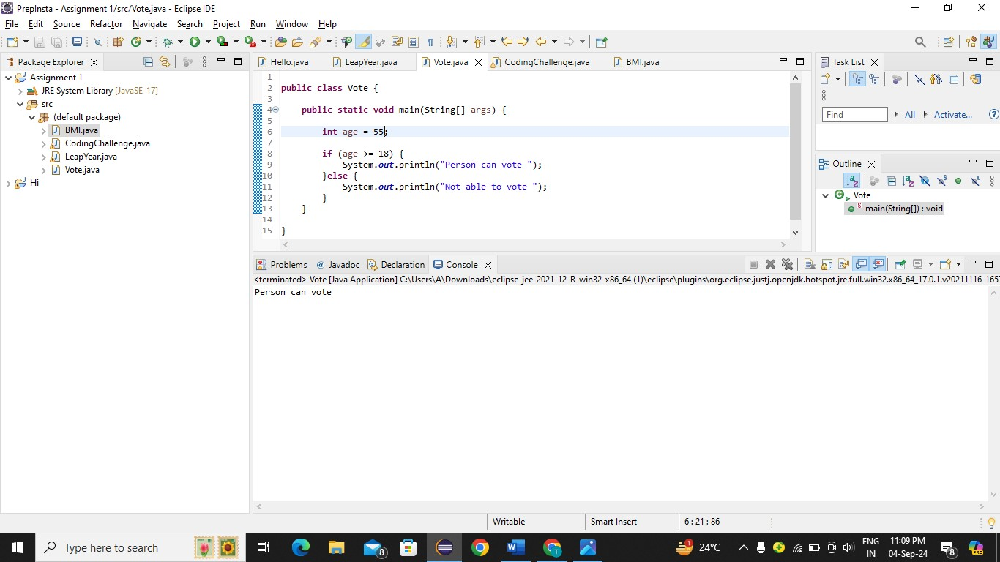 PrepInsta - Assignment 1/src/Vote.java - Eclipse IDE
File Edit Source Refactor Navigate Search Project Run Window Help
Package Explorer
Assignment 1
JRE System Library [JavaSE-17]
src
(default package)
BMI.java
CodingChallenge.java
LeapYear.java
Vote.java
Hi
Hello.java LeapYear.java Vote.java CodingChallenge.java BMI.java
1
2 public class Vote {
3
4 public static void main(String[] args) {
5
6 int age = 55;
7
8 if (age >= 18) {
9 System.out.println("Person can vote ");
10 }else {
11 System.out.println("Not able to vote ");
12 }
13 }
14
15 }
Task List
Find All Activate...
Outline
Vote
main(String[]) : void
Problems Javadoc Declaration Console
<terminated> Vote [Java Application] C:\Users\A\Downloads\eclipse-jee-2021-12-R-win32-x86_64 (1)\eclipse\plugins\org.eclipse.justj.openjdk.hotspot.jre.full.win32.x86_64_17.0.1.v20211116-1657
Person can vote
Writable Smart Insert 6 : 21 : 86
Type here to search
8
1
24°C
ENG
IN
11:09 PM
04-Sep-24
8
PRE